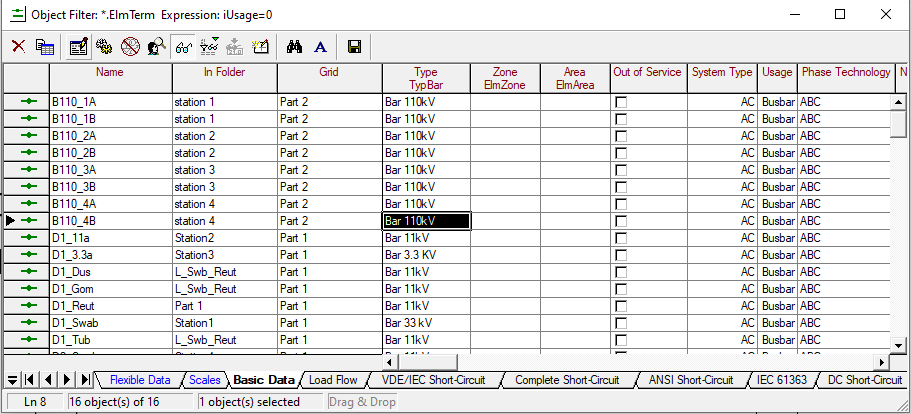 Object Filter: *.ElmTerm Expression: iUsage=0
Name In Folder Grid Type TypBar Zone ElmZone Area ElmArea Out of Service System Type Usage Phase Technology N
B110_1A station 1 Part 2 Bar 110kV AC Busbar ABC
B110_1B station 1 Part 2 Bar 110kV AC Busbar ABC
B110_2A station 2 Part 2 Bar 110kV AC Busbar ABC
B110_2B station 2 Part 2 Bar 110kV AC Busbar ABC
B110_3A station 3 Part 2 Bar 110kV AC Busbar ABC
B110_3B station 3 Part 2 Bar 110kV AC Busbar ABC
B110_4A station 4 Part 2 Bar 110kV AC Busbar ABC
B110_4B station 4 Part 2 Bar 110kV AC Busbar ABC
D1_11a Station2 Part 1 Bar 11kV AC Busbar ABC
D1_3.3a Station3 Part 1 Bar 3.3 KV AC Busbar ABC
D1_Dus L_Swb_Reut Part 1 Bar 11kV AC Busbar ABC
D1_Gom L_Swb_Reut Part 1 Bar 11kV AC Busbar ABC
D1_Reut Part 1 Part 1 Bar 11kV AC Busbar ABC
D1_Swab Station1 Part 1 Bar 33 kV AC Busbar ABC
D1_Tub L_Swb_Reut Part 1 Bar 11kV AC Busbar ABC
Flexible Data Scales Basic Data Load Flow VDE/IEC Short-Circuit Complete Short-Circuit ANSI Short-Circuit IEC 61363 DC Short-Circuit
Ln 8 16 object(s) of 16 1 object(s) selected Drag & Drop